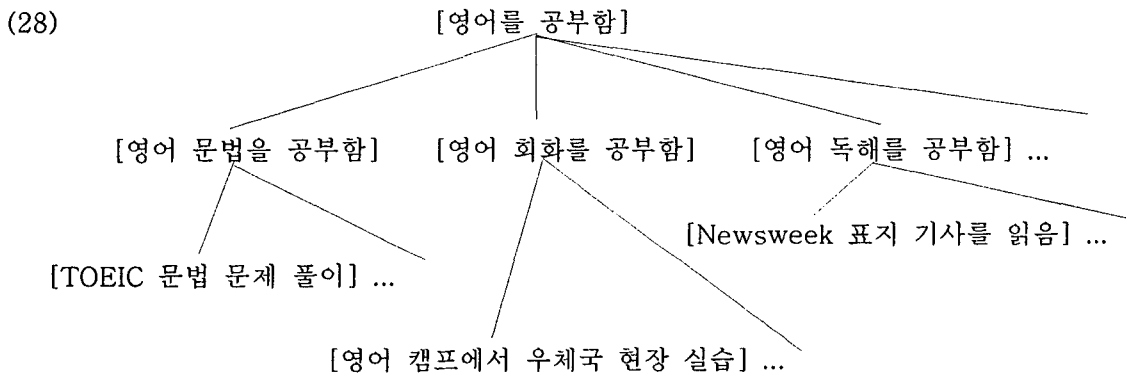 (28) [영어를 공부함]
[영어 문법을 공부함] [영어 회화를 공부함] [영어 독해를 공부함] ...
[Newsweek 표지 기사를 읽음] ...
[TOEIC 문법 문제 풀이] ...
[영어 캠프에서 우체국 현장 실습] ...